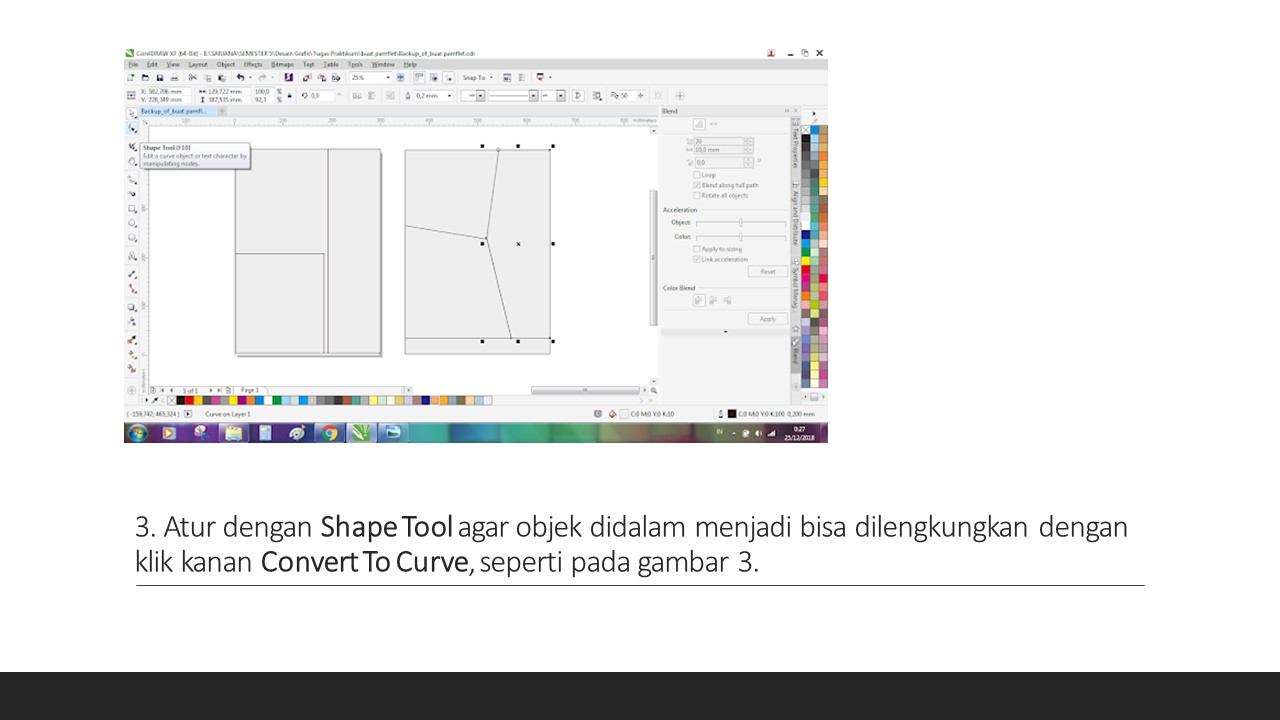 CorelDRAW X7 (64-Bit) - E:\SARJANA\SEMESTER 5\Desain Grafis\Tugas Praktikum\buat pamflet\Backup_of_buat pamflet.cdr
File Edit View Layout Object Effects Bitmaps Text Table Tools Window Help
25% Snap To
X: 582,706 mm 129,722 mm 100,0 %
Y: 228,349 mm 387,535 mm 92,1 %
0,0 0,2 mm 50
Backup_of_buat pamfl...
Blend
millimeters
Shape Tool (F10)
Edit a curve object or text character by
manipulating nodes.
20
10,0 mm
0,0
Loop
Blend along full path
Rotate all objects
Acceleration
Object:
Color:
Apply to sizing
Link acceleration
Reset
Color Blend
Apply
Text Properties
Align and Distribute
Symbol Manag...
Blend
1 of 1 Page 1
( -159,747; 465,324 ) Curve on Layer 1 C:0 M:0 Y:0 K:10 C:0 M:0 Y:0 K:100 0,200 mm
IN 0:27
25/12/2018
3. Atur dengan Shape Tool agar objek didalam menjadi bisa dilengkungkan dengan
klik kanan Convert To Curve, seperti pada gambar 3.